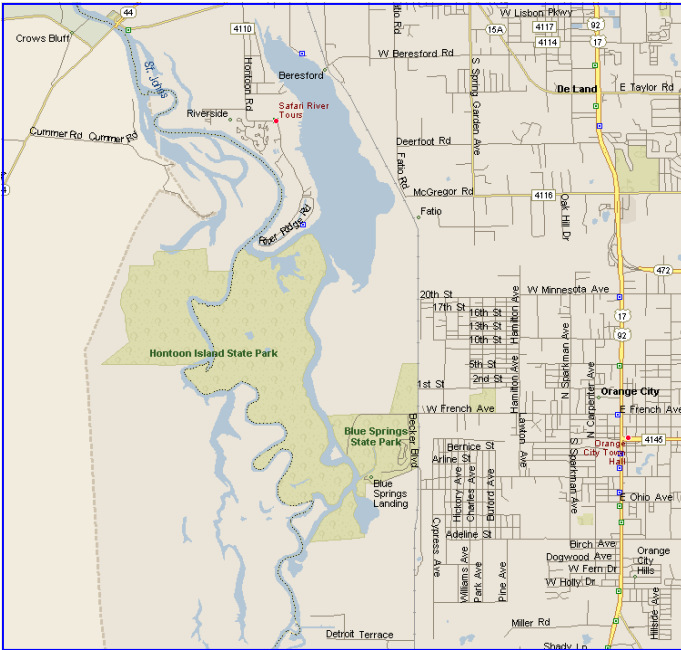 44
Crows Bluff
St. Johns
4110
Hontoon Rd
Fatio Rd
15A
W Lisbon Pkwy
4117
4114
92
17
W Beresford Rd
Beresford
S Spring Garden Ave
De Land
E Taylor Rd
Riverside
Safari River
Tours
Cummer Rd
Cummer Rd
Deerfoot Rd
Fatio Rd
McGregor Rd
4116
Oak Hill Dr
Fatio
River Ridge Rd
472
20th St
W Minnesota Ave
17th St
16th St
13th St
10th St
Hamilton Ave
17
92
Hontoon Island State Park
5th St
2nd St
1st St
Hamilton Ave
N Sparkman Ave
N Carpenter Ave
Orange City
W French Ave
E French Ave
Blue Springs
State Park
Becker Blvd
Bernice St
Arline St
Landon Ave
S Sparkman Ave
Orange
City Town
Hall
4145
Blue
Springs
Landing
Hickory Ave
Charles Ave
Buford Ave
E Ohio Ave
Cypress Ave
Adeline St
Birch Ave
Dogwood Ave
W Fern Dr
W Holly Dr
Orange
City
Hills
Williams Ave
Park Ave
Pine Ave
Hillside Ave
Miller Rd
Detroit Terrace
Shady Ln